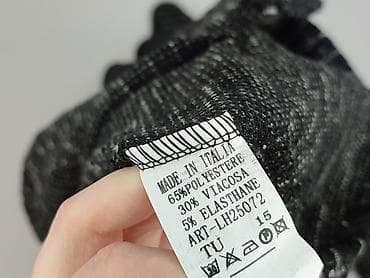 MADE IN ITALIA
65%POLYESTERE
30% VIACOSA
5% ELASTHANE
ART-LH25072
TU 15